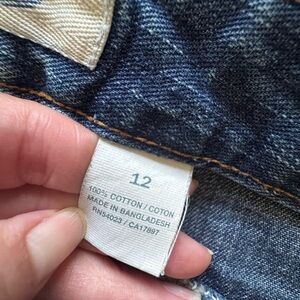 12
100% COTTON / COTON
MADE IN BANGLADESH
RN54023 / CA17897